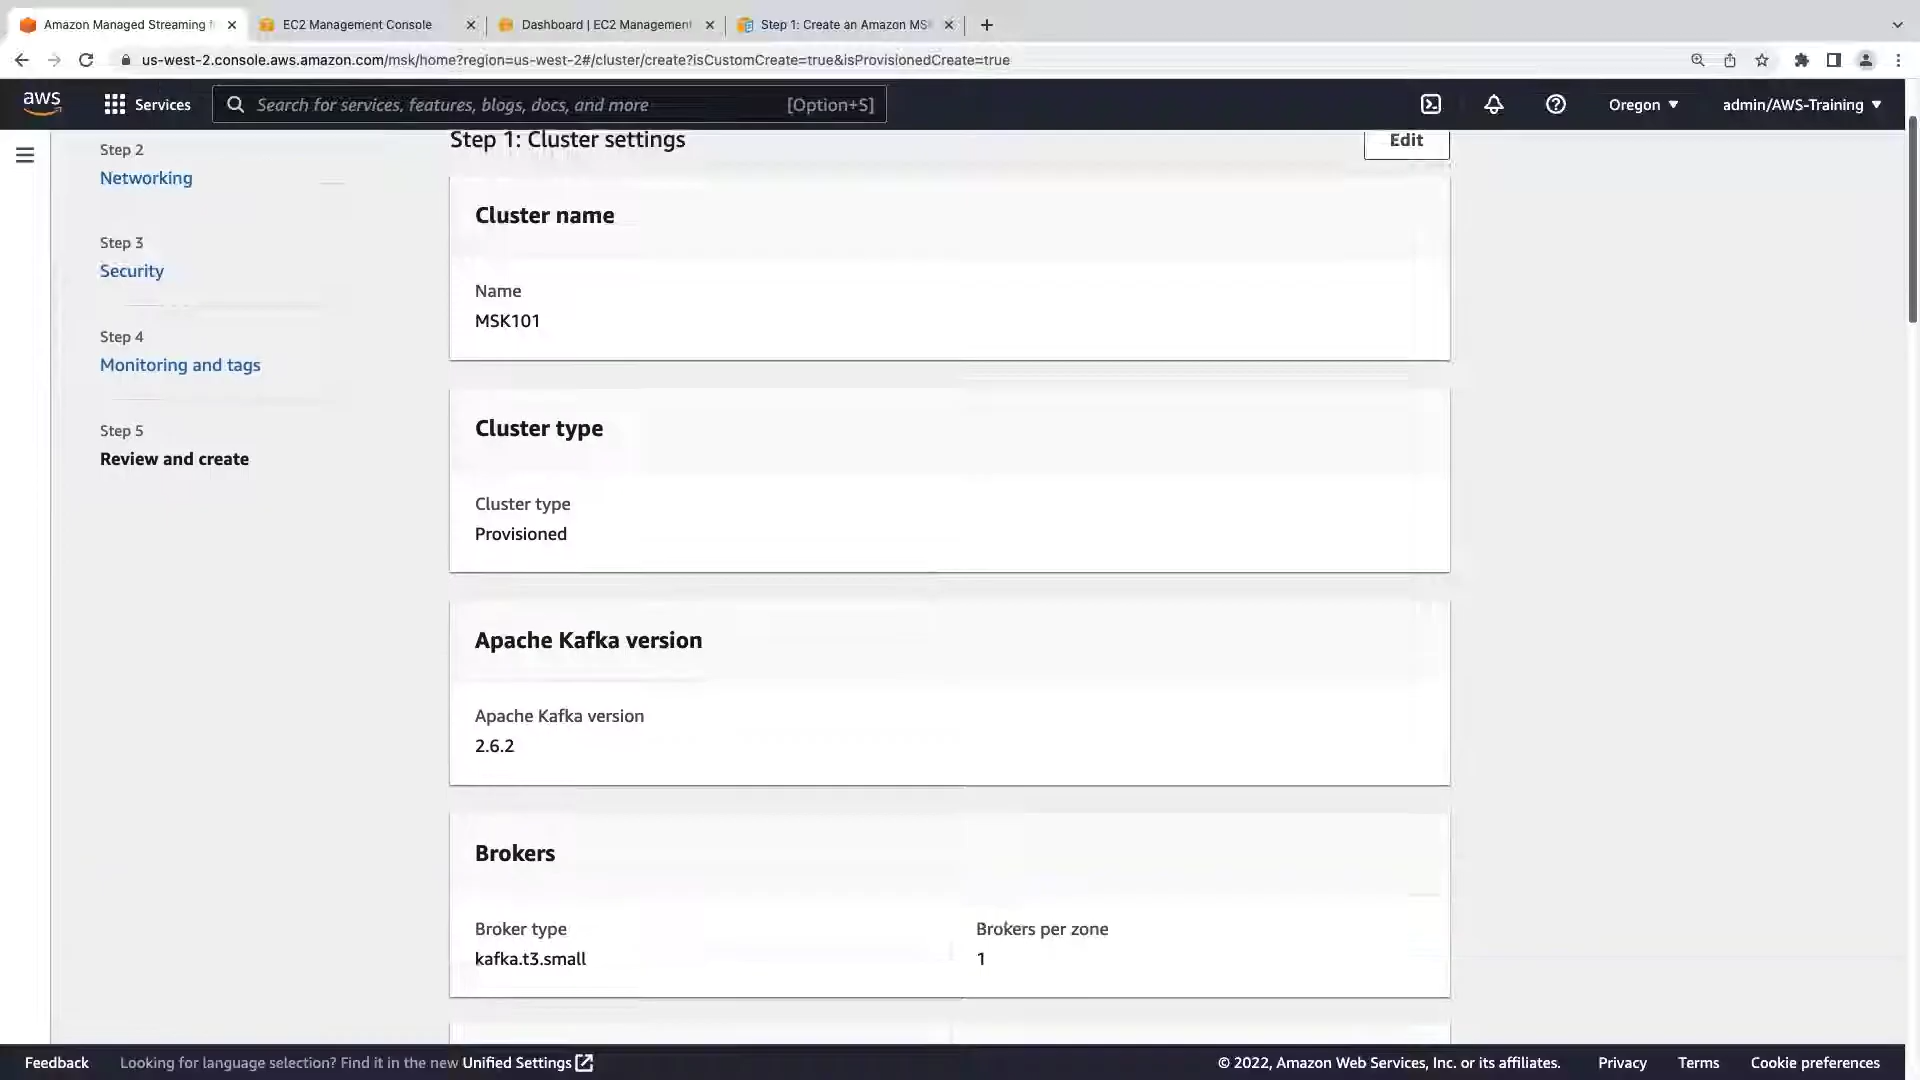 Amazon Managed Streaming f
EC2 Management Console
Dashboard | EC2 Management
Step 1: Create an Amazon MS
us-west-2.console.aws.amazon.com/msk/home?region=us-west-2#/cluster/create?isCustomCreate=true&isProvisionedCreate=true
aws
Services
Search for services, features, blogs, docs, and more
[Option+S]
Oregon
admin/AWS-Training
Step 2
Networking
Step 3
Security
Step 4
Monitoring and tags
Step 5
Review and create
Step 1: Cluster settings
Edit
Cluster name
Name
MSK101
Cluster type
Cluster type
Provisioned
Apache Kafka version
Apache Kafka version
2.6.2
Brokers
Broker type
kafka.t3.small
Brokers per zone
1
Feedback
Looking for language selection? Find it in the new Unified Settings
© 2022, Amazon Web Services, Inc. or its affiliates.
Privacy
Terms
Cookie preferences